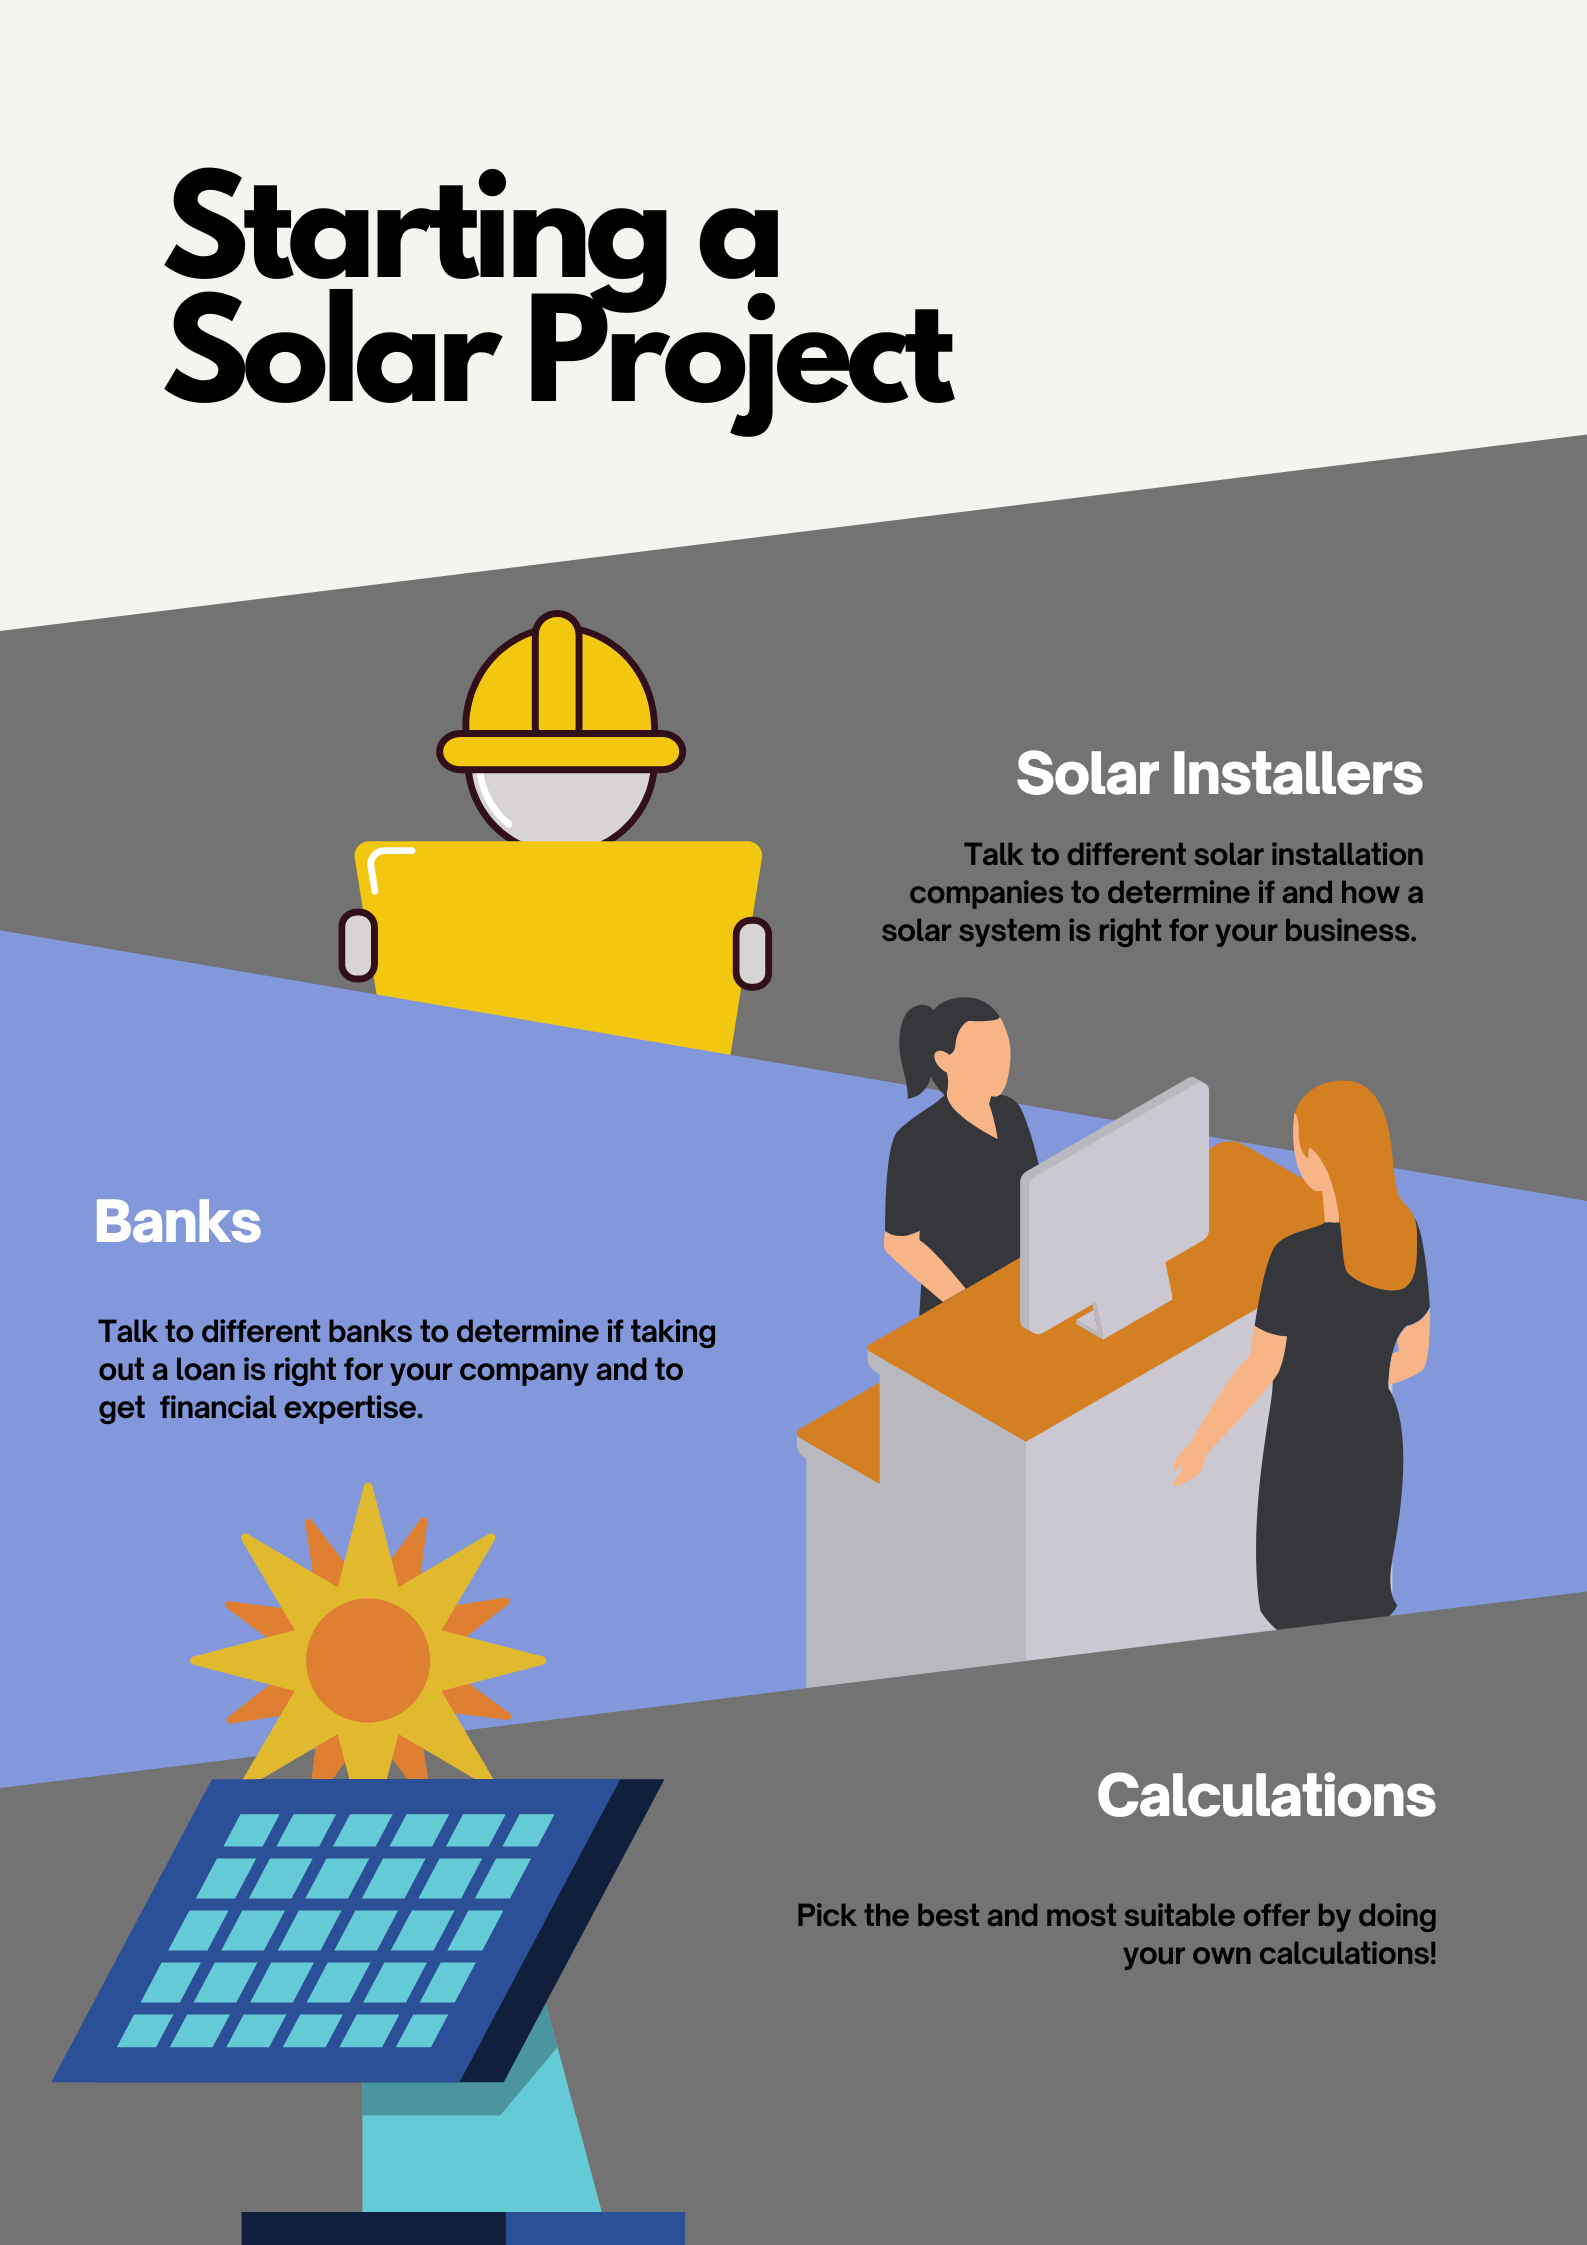 Starting a
Solar Project
Solar Installers
Talk to different solar installation
companies to determine if and how a
solar system is right for your business.
Banks
Talk to different banks to determine if taking
out a loan is right for your company and to
get  financial expertise.
Calculations
Pick the best and most suitable offer by doing
your own calculations!